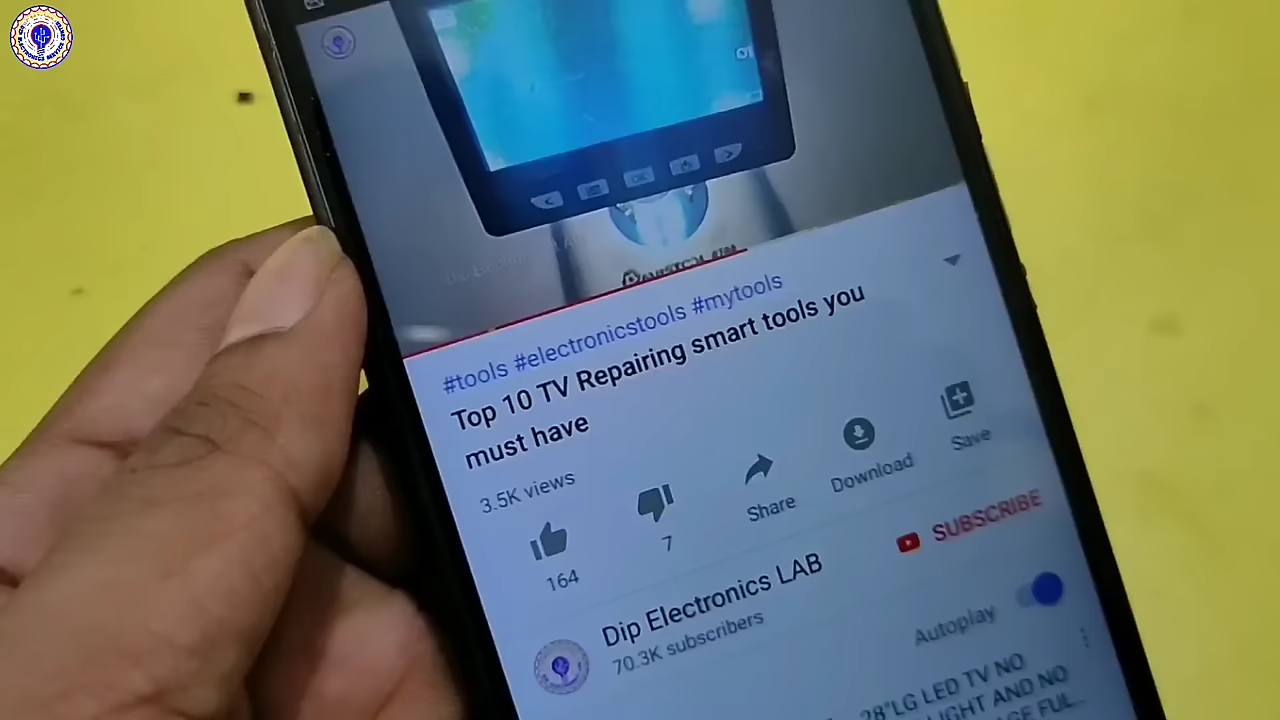 #tools #electronicstools #mytools
Top 10 TV Repairing smart tools you
must have
3.5K views
164
7
Share
Download
Save
Dip Electronics LAB
70.3K subscribers
SUBSCRIBE
Autoplay
28"LG LED TV NO
LIGHT AND NO
FUL...